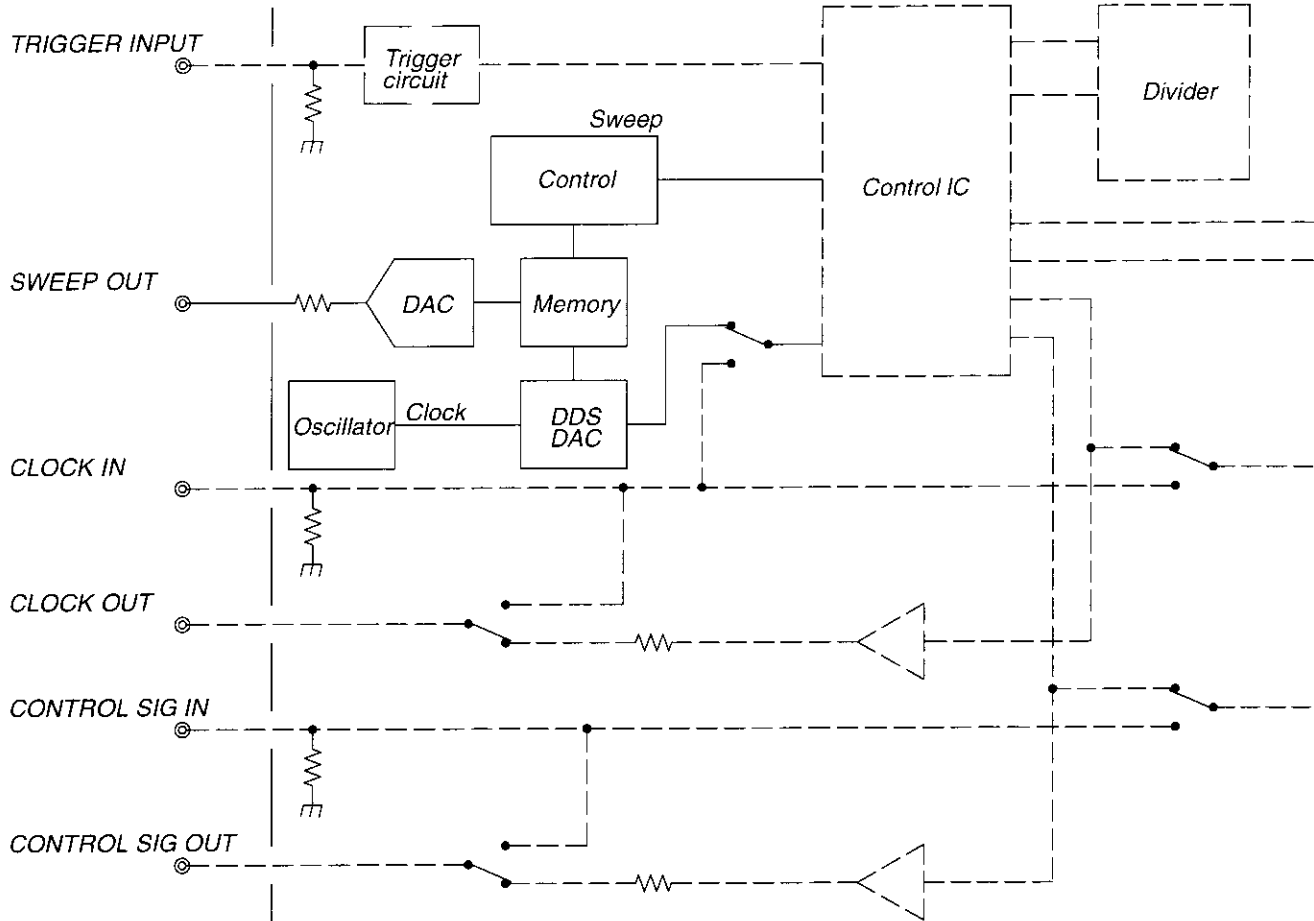 TRIGGER INPUT
Trigger
circuit
Divider
Sweep
Control
Control IC
SWEEP OUT
DAC
Memory
Oscillator
Clock
DDS
DAC
CLOCK IN
CLOCK OUT
CONTROL SIG IN
CONTROL SIG OUT